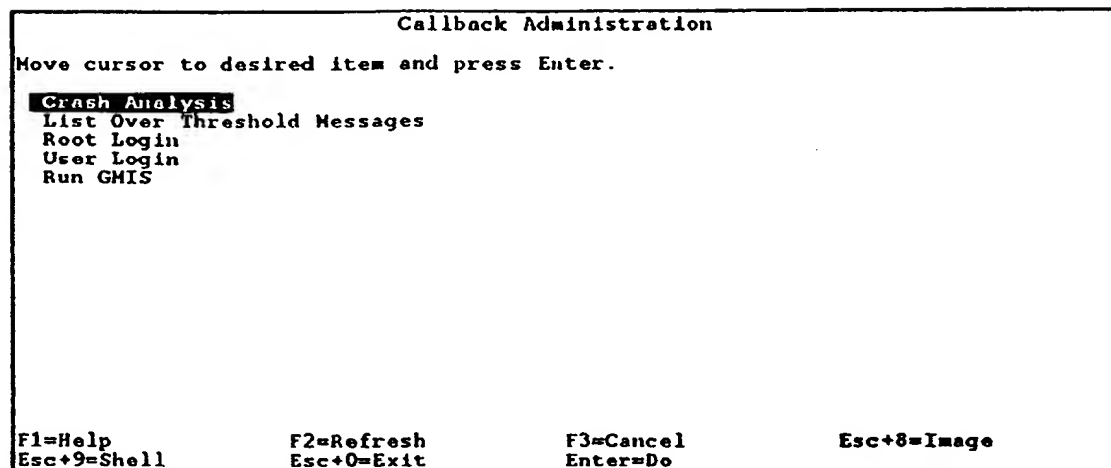 Callback Administration
Move cursor to desired item and press Enter.
Crash Analysis
List Over Threshold Messages
Root Login
User Login
Run GMIS
F1=Help F2=Refresh F3=Cancel Esc+8=Image
Esc+9=Shell Esc+0=Exit Enter=Do